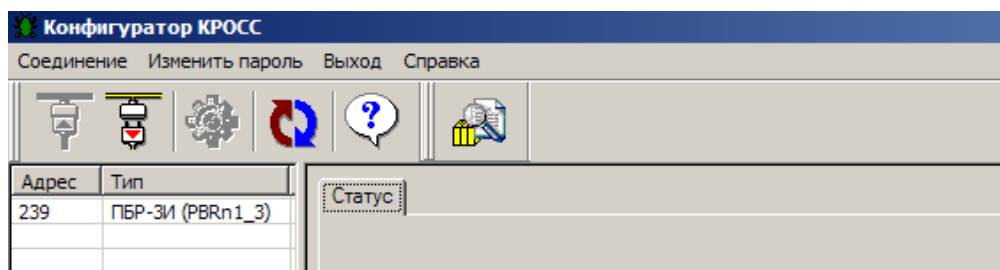 Конфигуратор КРОСС
Соединение Изменить пароль Выход Справка
?
Адрес Тип
239 ПБР-3И (PBRn1_3)
Статус